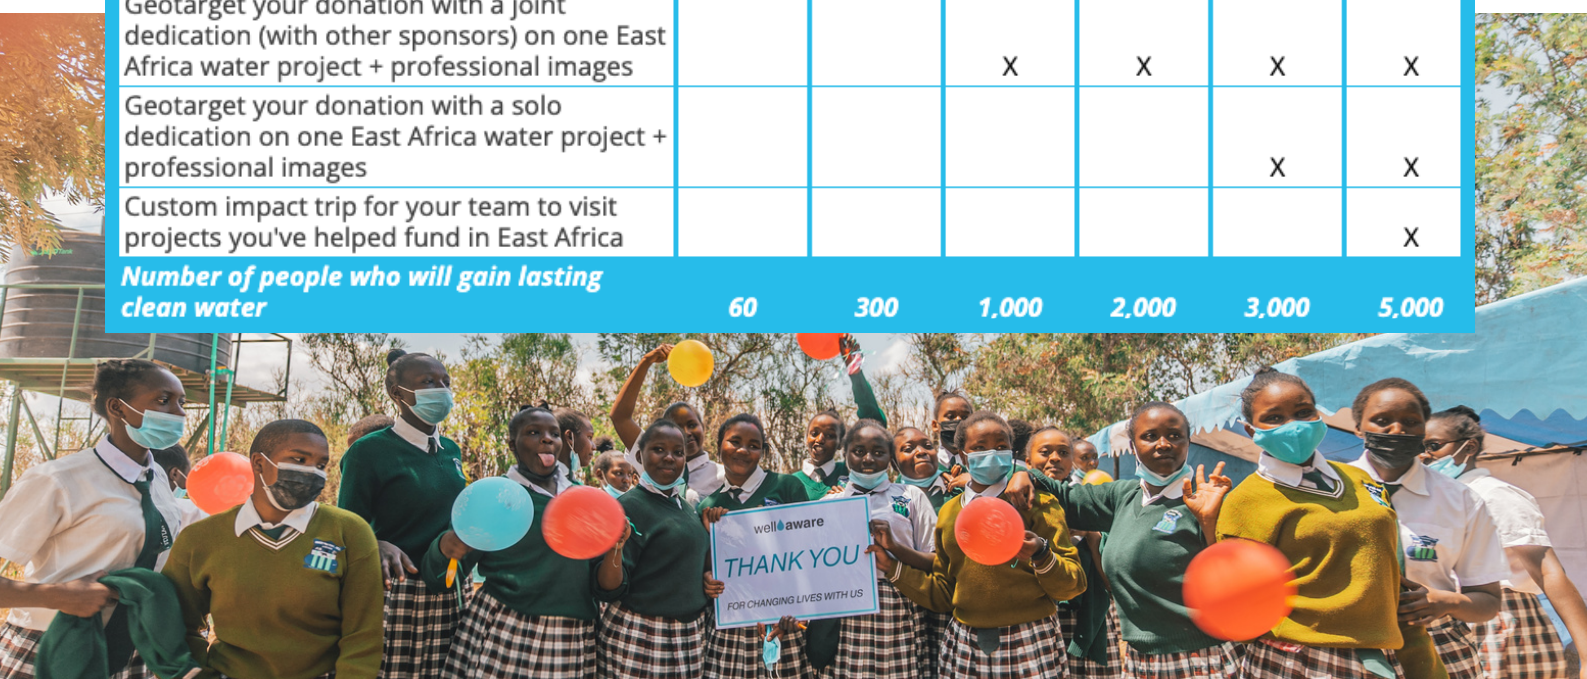 Geotarget your donation with a joint
dedication (with other sponsors) on one East
Africa water project + professional images X X X X
Geotarget your donation with a solo
dedication on one East Africa water project +
professional images X X
Custom impact trip for your team to visit
projects you've helped fund in East Africa X
Number of people who will gain lasting
clean water 60 300 1,000 2,000 3,000 5,000
well aware
THANK YOU
FOR CHANGING LIVES WITH US